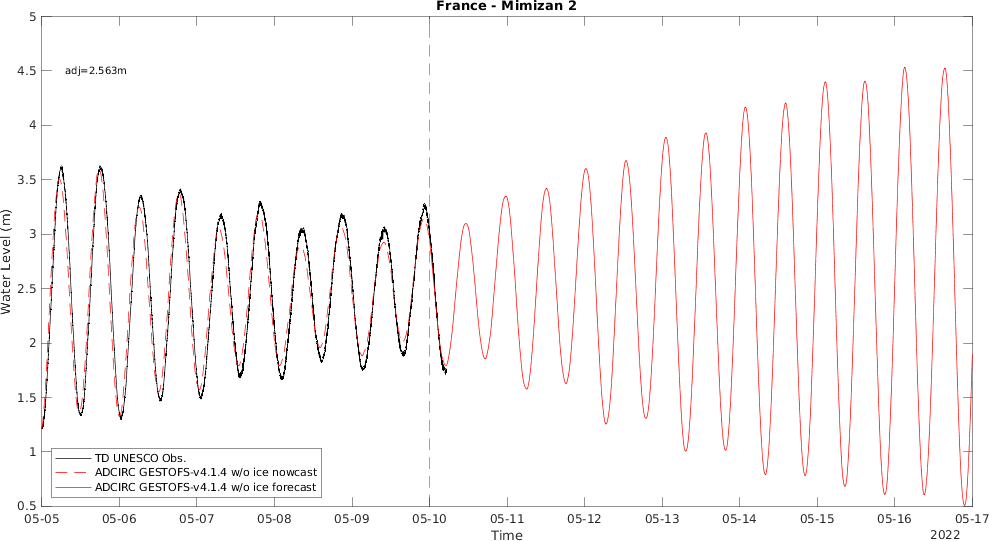 France - Mimizan 2
5
4.5
4
3.5
3
2.5
2
1.5
1
0.5
Water Level (m)
adj=2.563m
TD UNESCO Obs.
ADCIRC GESTOFS-v4.1.4 w/o ice nowcast
ADCIRC GESTOFS-v4.1.4 w/o ice forecast
05-05 05-06 05-07 05-08 05-09 05-10 05-11 05-12 05-13 05-14 05-15 05-16 05-17
Time
2022